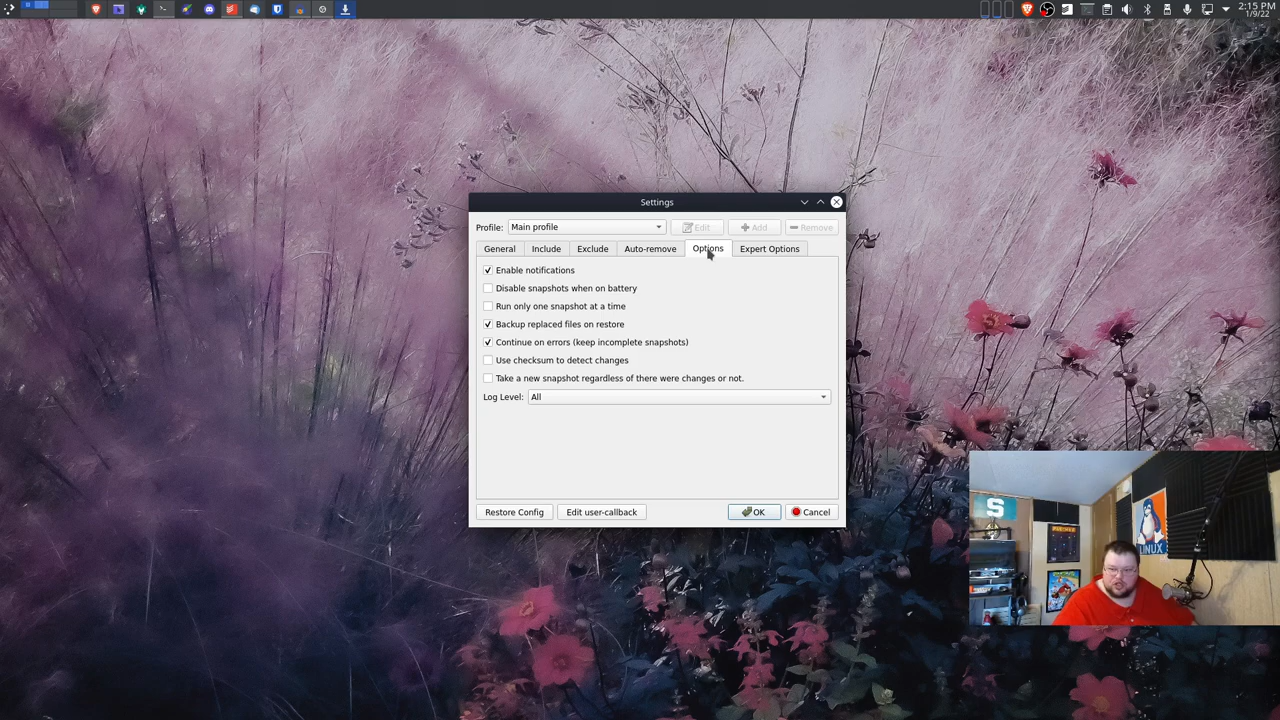 2:15 PM
1/9/22
Settings
Profile: Main profile Edit Add Remove
General Include Exclude Auto-remove Options Expert Options
Enable notifications
Disable snapshots when on battery
Run only one snapshot at a time
Backup replaced files on restore
Continue on errors (keep incomplete snapshots)
Use checksum to detect changes
Take a new snapshot regardless of there were changes or not.
Log Level: All
Restore Config Edit user-callback OK Cancel
S
LINUX